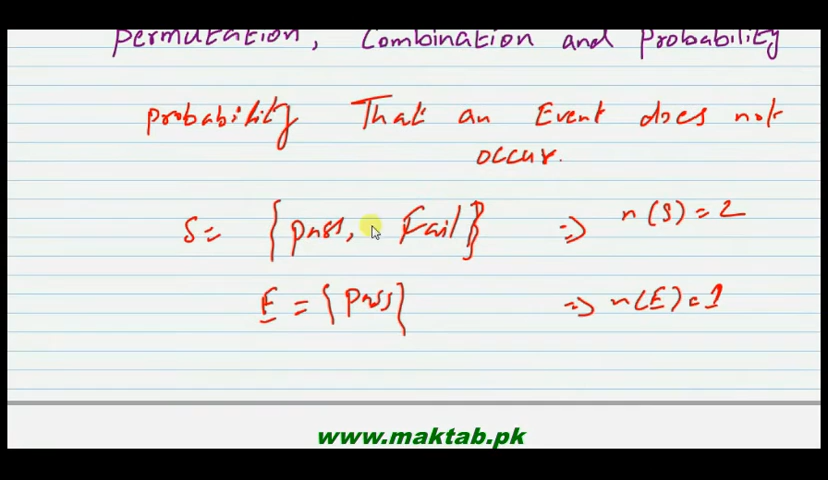 Permutation, Combination and Probability
probability That an Event does not
occur.
S = {pass, Fail} => n(S) = 2
E = {Pass} => n(E) = 1
www.maktab.pk